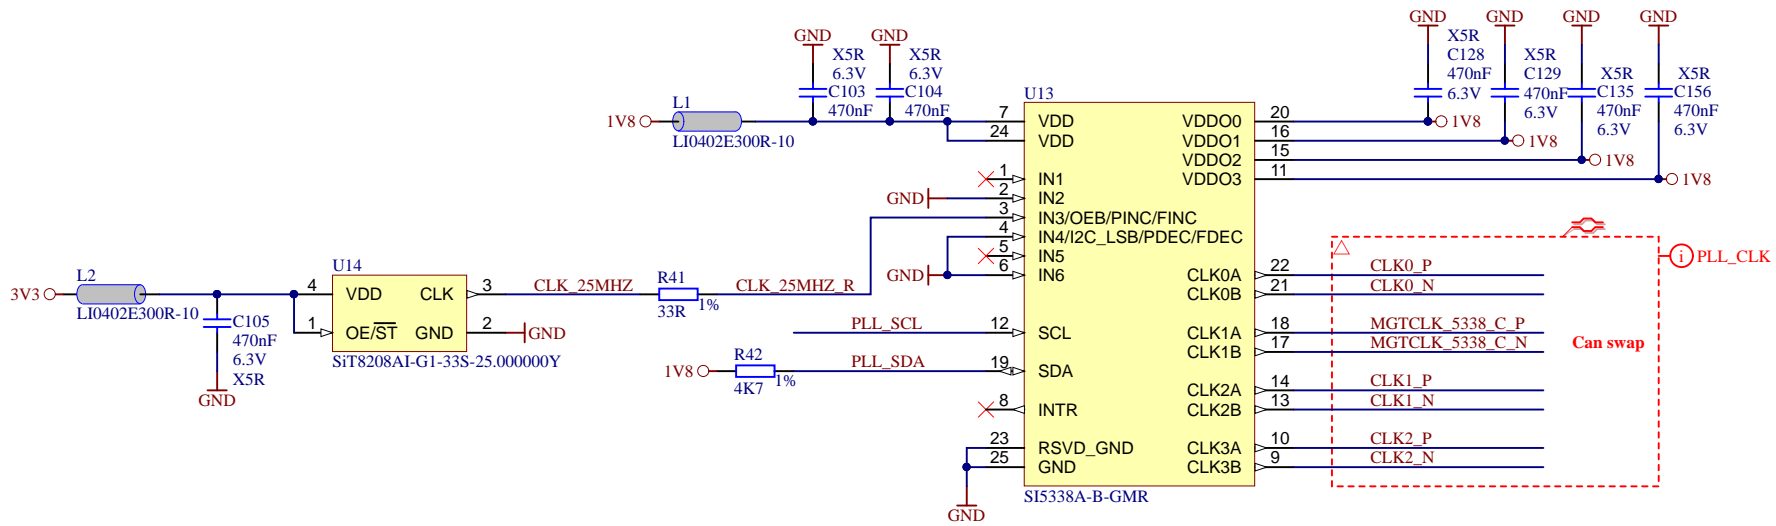 GND
GND
GND
GND
GND
GND
X5R
6.3V
C103
470nF
X5R
6.3V
C104
470nF
X5R
C128
470nF
6.3V
X5R
C129
470nF
6.3V
X5R
C135
470nF
6.3V
X5R
C156
470nF
6.3V
L1
1V8
LI0402E300R-10
U13
7 VDD
24 VDD
1 IN1
GND 2 IN2
3 IN3/OEB/PINC/FINC
4 IN4/I2C_LSB/PDEC/FDEC
5 IN5
GND 6 IN6
12 SCL
19 SDA
8 INTR
23 RSVD_GND
25 GND
VDDO0 20 1V8
VDDO1 16 1V8
VDDO2 15 1V8
VDDO3 11 1V8
CLK0A 22 CLK0_P
CLK0B 21 CLK0_N
CLK1A 18 MGTCLK_5338_C_P
CLK1B 17 MGTCLK_5338_C_N
CLK2A 14 CLK1_P
CLK2B 13 CLK1_N
CLK3A 10 CLK2_P
CLK3B 9 CLK2_N
SI5338A-B-GMR
GND
i PLL_CLK
Can swap
L2
3V3
LI0402E300R-10
C105
470nF
6.3V
X5R
GND
U14
4 VDD CLK 3
1 OE/ST GND 2 GND
SiT8208AI-G1-33S-25.000000Y
CLK_25MHZ
R41
33R
1%
CLK_25MHZ_R
PLL_SCL
1V8
R42
4K7
1%
PLL_SDA